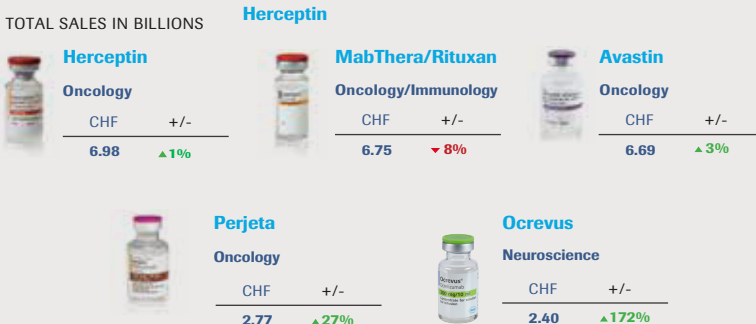 Herceptin
TOTAL SALES IN BILLIONS
Herceptin
Oncology
CHF +/-
6.98 ▲1%
MabThera/Rituxan
Oncology/Immunology
CHF +/-
6.75 ▼8%
Avastin
Oncology
CHF +/-
6.69 ▲3%
Perjeta
Oncology
CHF +/-
2.77 ▲27%
Ocrevus
Neuroscience
CHF +/-
2.40 ▲172%
Ocrevus